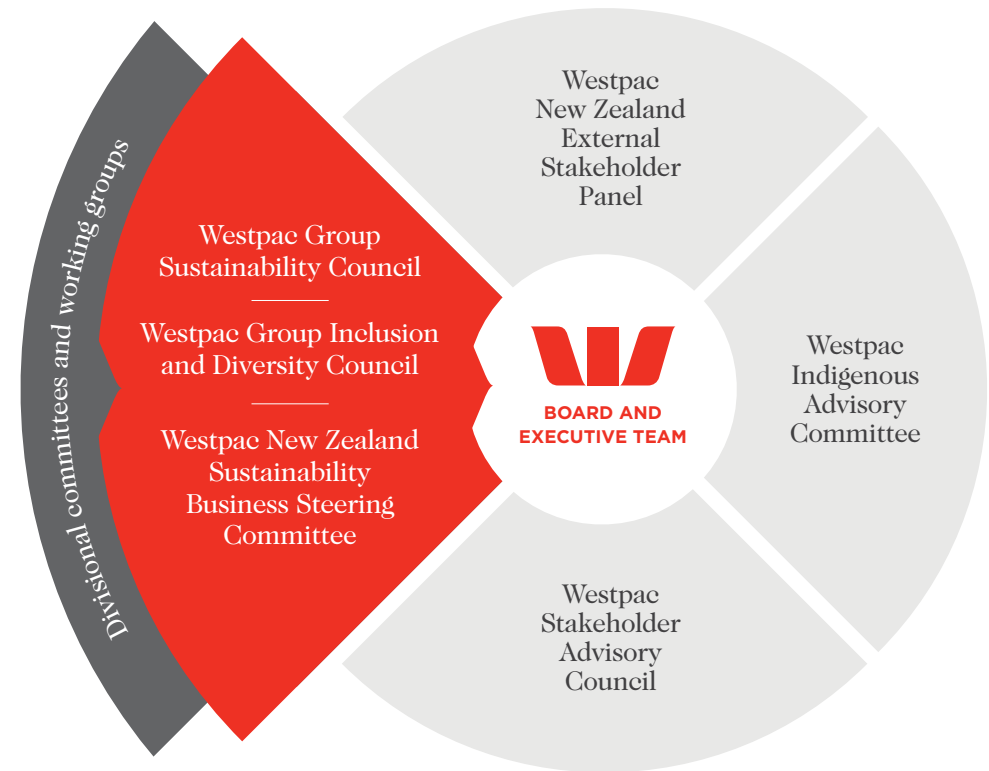 Divisional committees and working groups
Westpac Group
Sustainability Council
Westpac Group Inclusion
and Diversity Council
Westpac New Zealand
Sustainability
Business Steering
Committee
Westpac
New Zealand
External
Stakeholder
Panel
BOARD AND
EXECUTIVE TEAM
Westpac
Indigenous
Advisory
Committee
Westpac
Stakeholder
Advisory
Council